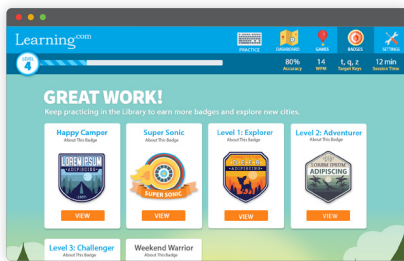 Learning.com
PRACTICE DASHBOARD GAMES BADGES SETTINGS
LEVEL
4
80% 14 t, q, z 12 min
Accuracy WPM Target Keys Session Time
GREAT WORK!
Keep practicing in the Library to earn more badges and explore new cities.
Happy Camper Super Sonic Level 1: Explorer Level 2: Adventurer
About This Badge About This Badge About This Badge About This Badge
LOREM IPSUM
ADIPISCING
SUPER SONIC
ADIPISCING
LOREM IPSUM
ADIPISCING
VIEW VIEW VIEW VIEW
Level 3: Challenger Weekend Warrior
About This Badge About This Badge